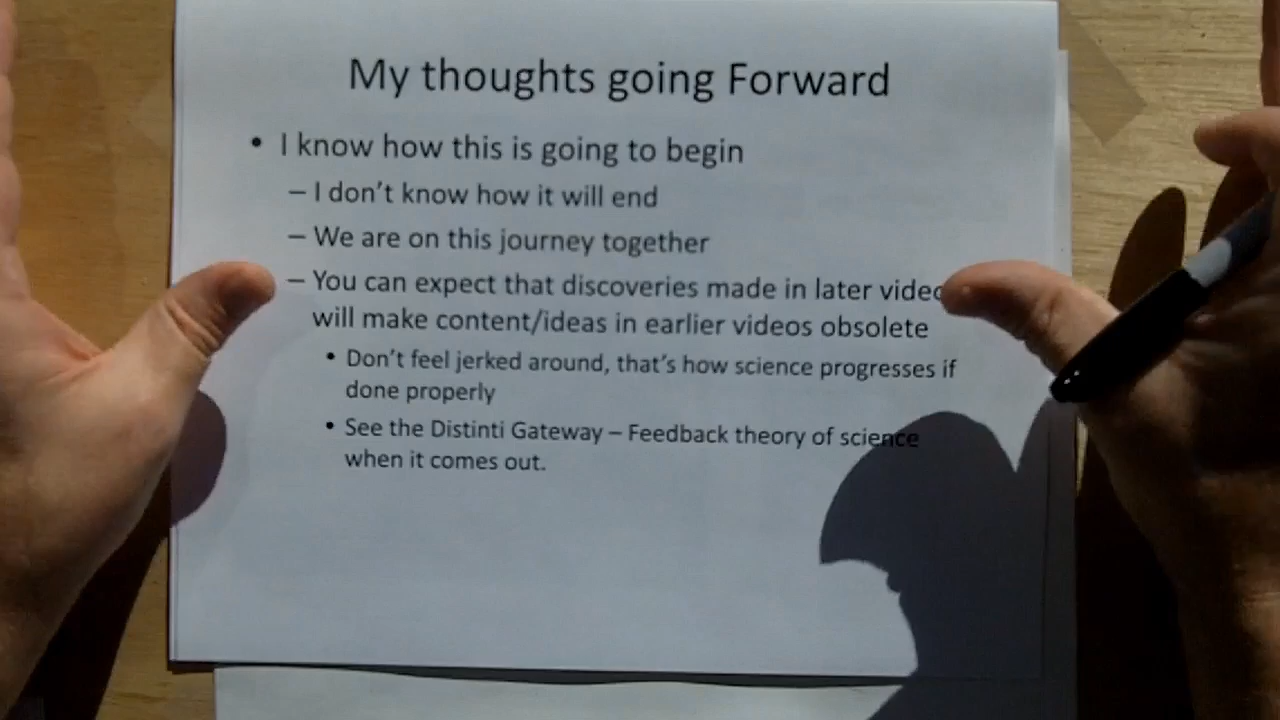 My thoughts going Forward
• I know how this is going to begin
– I don't know how it will end
– We are on this journey together
– You can expect that discoveries made in later video
will make content/ideas in earlier videos obsolete
• Don't feel jerked around, that's how science progresses if
done properly
• See the Distinti Gateway – Feedback theory of science
when it comes out.